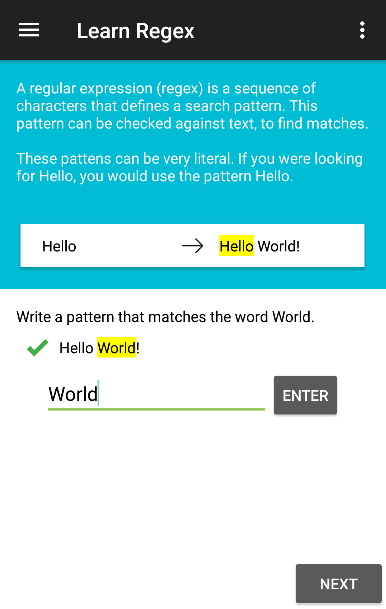 Learn Regex
A regular expression (regex) is a sequence of
characters that defines a search pattern. This
pattern can be checked against text, to find matches.
These pattens can be very literal. If you were looking
for Hello, you would use the pattern Hello.
Hello → Hello World!
Write a pattern that matches the word World.
Hello World!
World
ENTER
NEXT